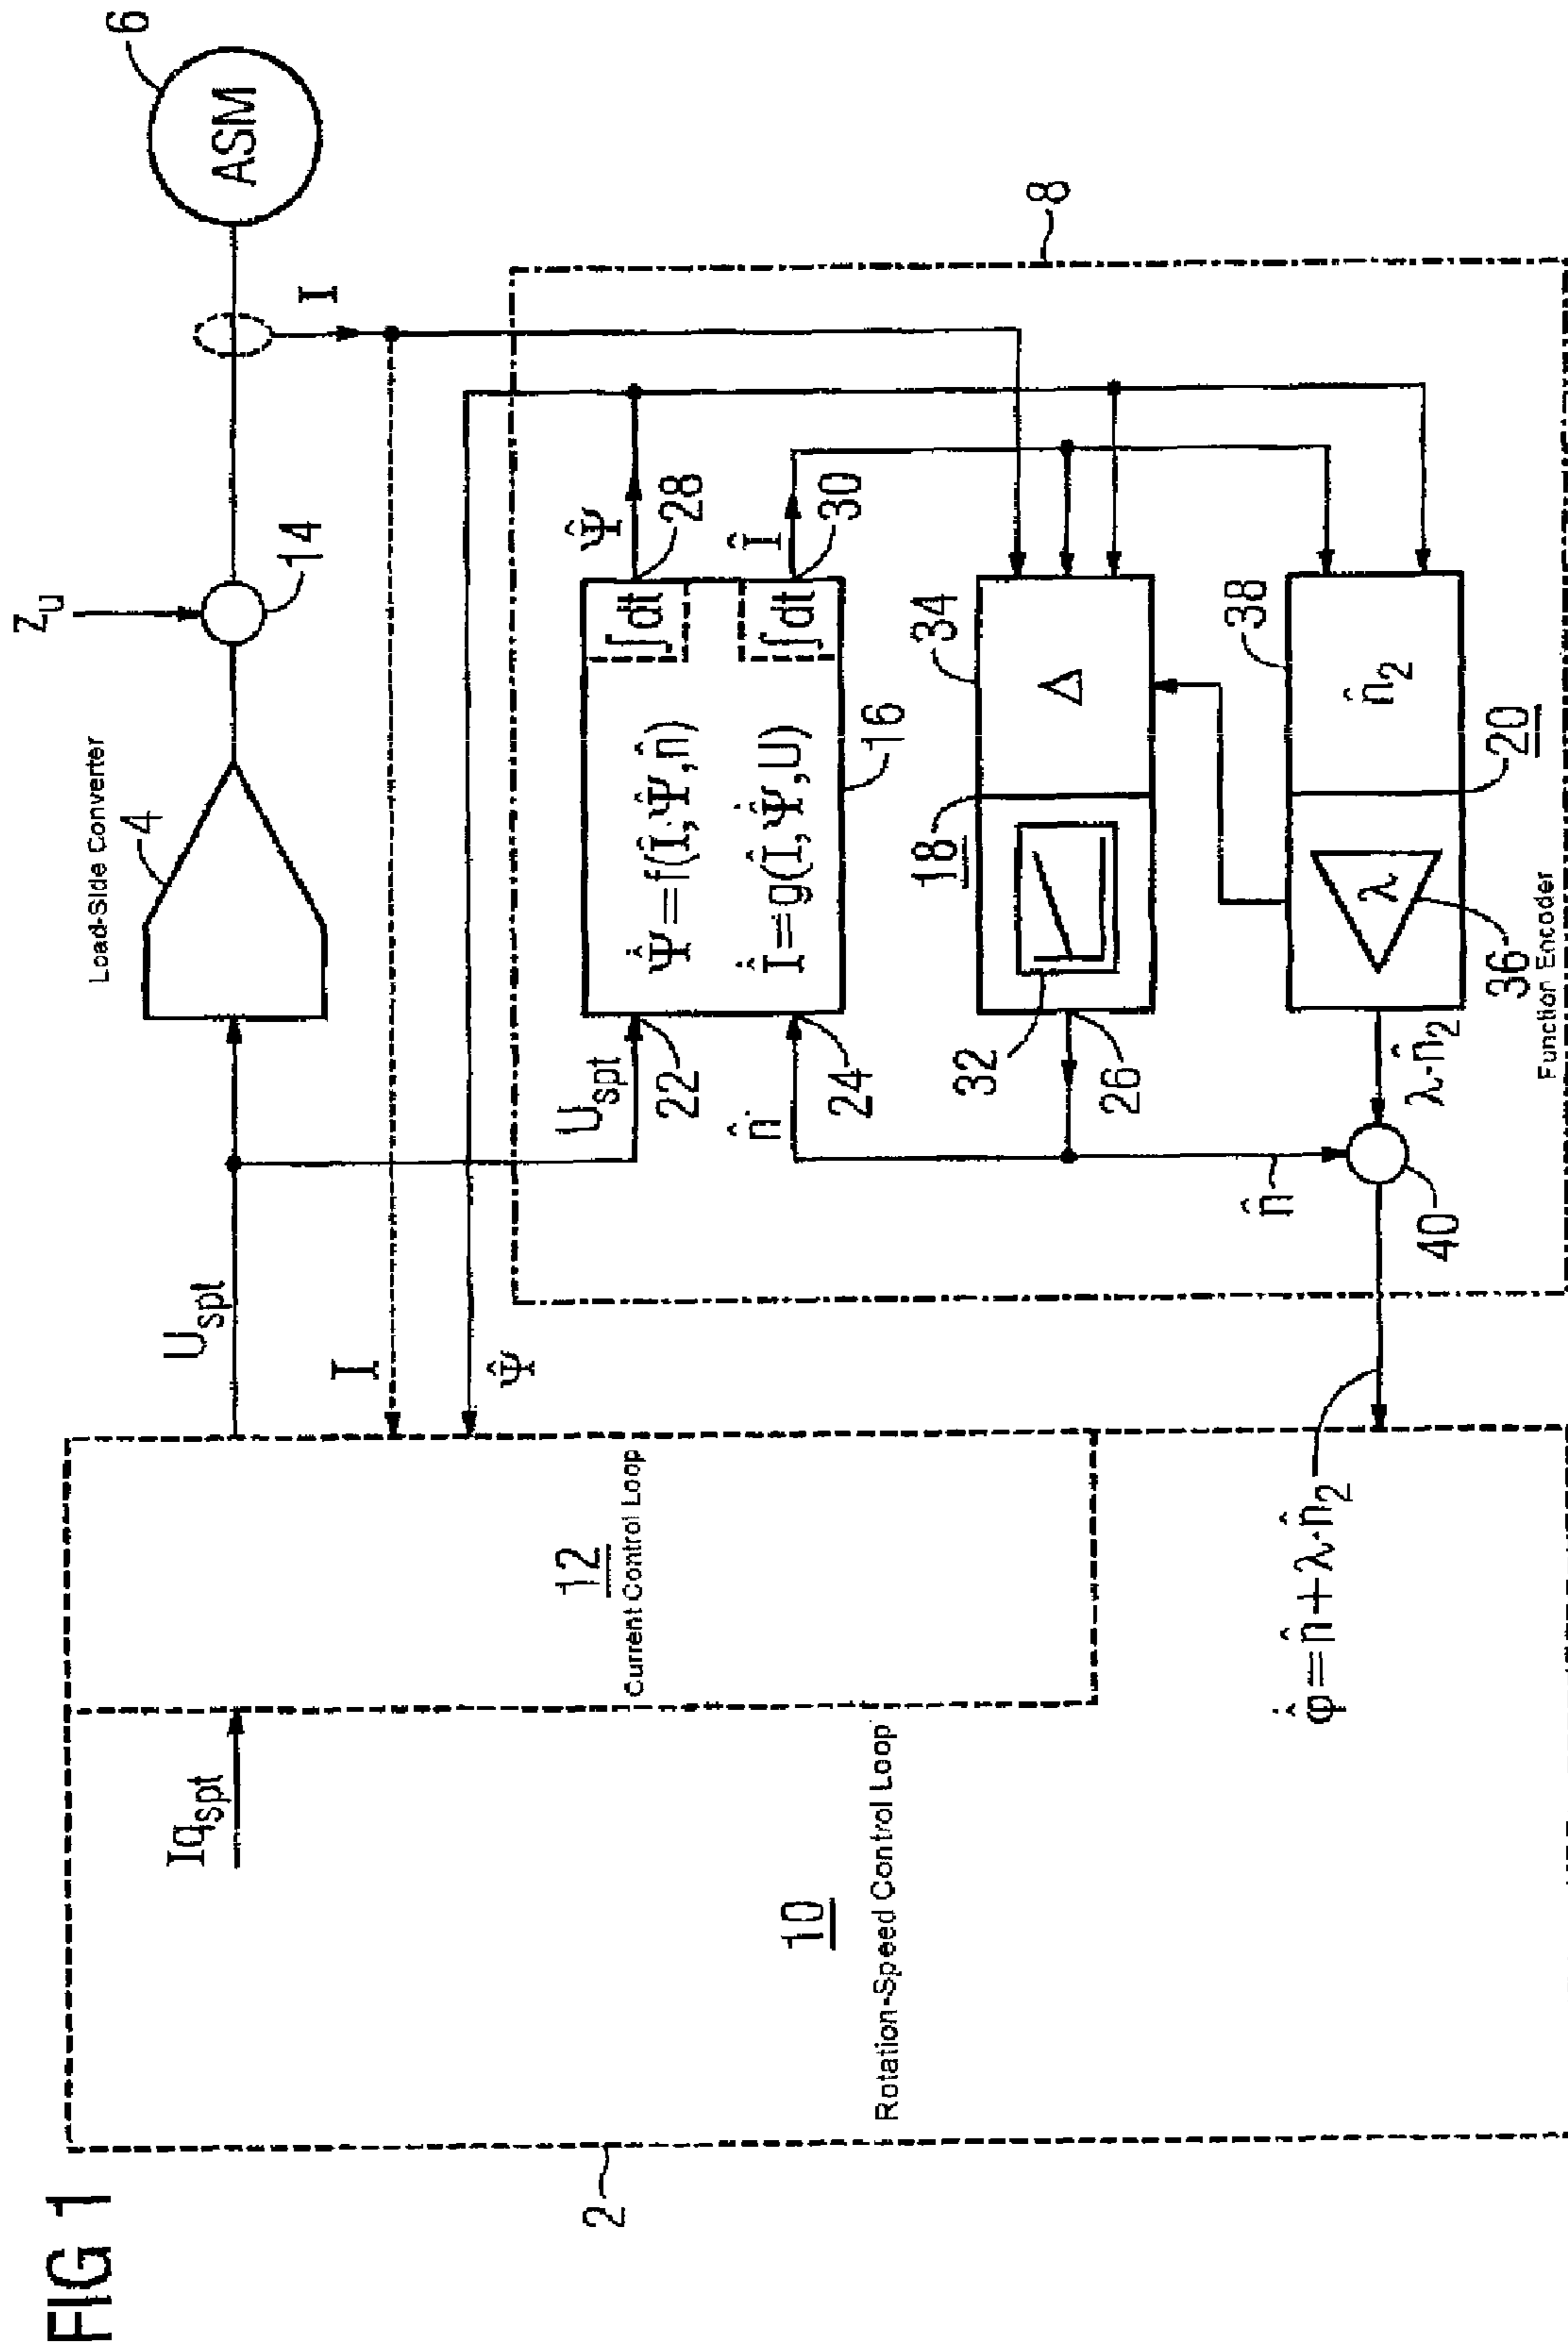 FIG 1
2
10
Rotation-Speed Control Loop
Iq_spt
12
Current Control Loop
U_spt
I
Ψ̂
φ̂=n̂+λ·n̂₂
Load-Side Converter
4
Z_u
14
I
ASM
6
8
U_spt
22
n̂
24
Ψ̂=f(Î,Ψ̂,n̂)
Î=g(Î,Ψ̂,U)
∫dt
∫dt
16
Ψ̂
28
Î
30
32
26
18
Δ
34
n̂
40
λ·n̂₂
λ
36
Function Encoder
20
n̂₂
38